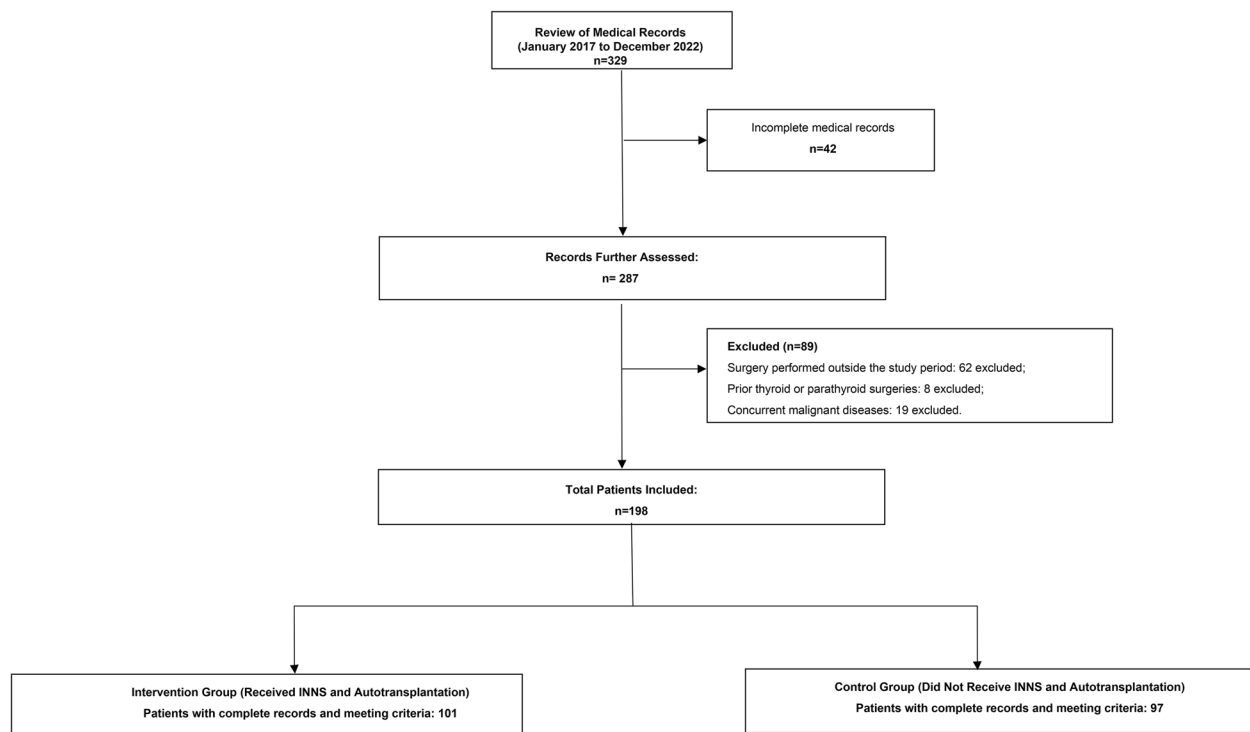 Review of Medical Records
(January 2017 to December 2022)
n=329
Incomplete medical records
n=42
Records Further Assessed:
n= 287
Excluded (n=89)
Surgery performed outside the study period: 62 excluded;
Prior thyroid or parathyroid surgeries: 8 excluded;
Concurrent malignant diseases: 19 excluded.
Total Patients Included:
n=198
Intervention Group (Received INNS and Autotransplantation)
Patients with complete records and meeting criteria: 101
Control Group (Did Not Receive INNS and Autotransplantation)
Patients with complete records and meeting criteria: 97